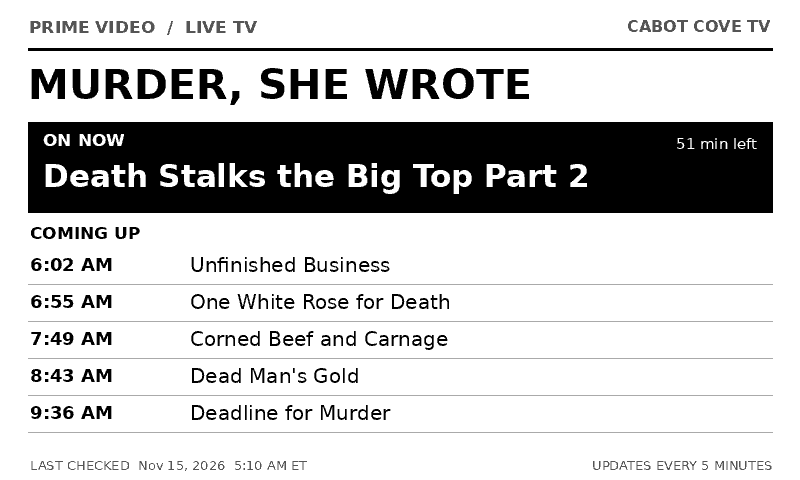 PRIME VIDEO / LIVE TV
CABOT COVE TV
MURDER, SHE WROTE
ON NOW
51 min left
Death Stalks the Big Top Part 2
COMING UP
6:02 AM Unfinished Business
6:55 AM One White Rose for Death
7:49 AM Corned Beef and Carnage
8:43 AM Dead Man's Gold
9:36 AM Deadline for Murder
LAST CHECKED Nov 15, 2026 5:10 AM ET
UPDATES EVERY 5 MINUTES